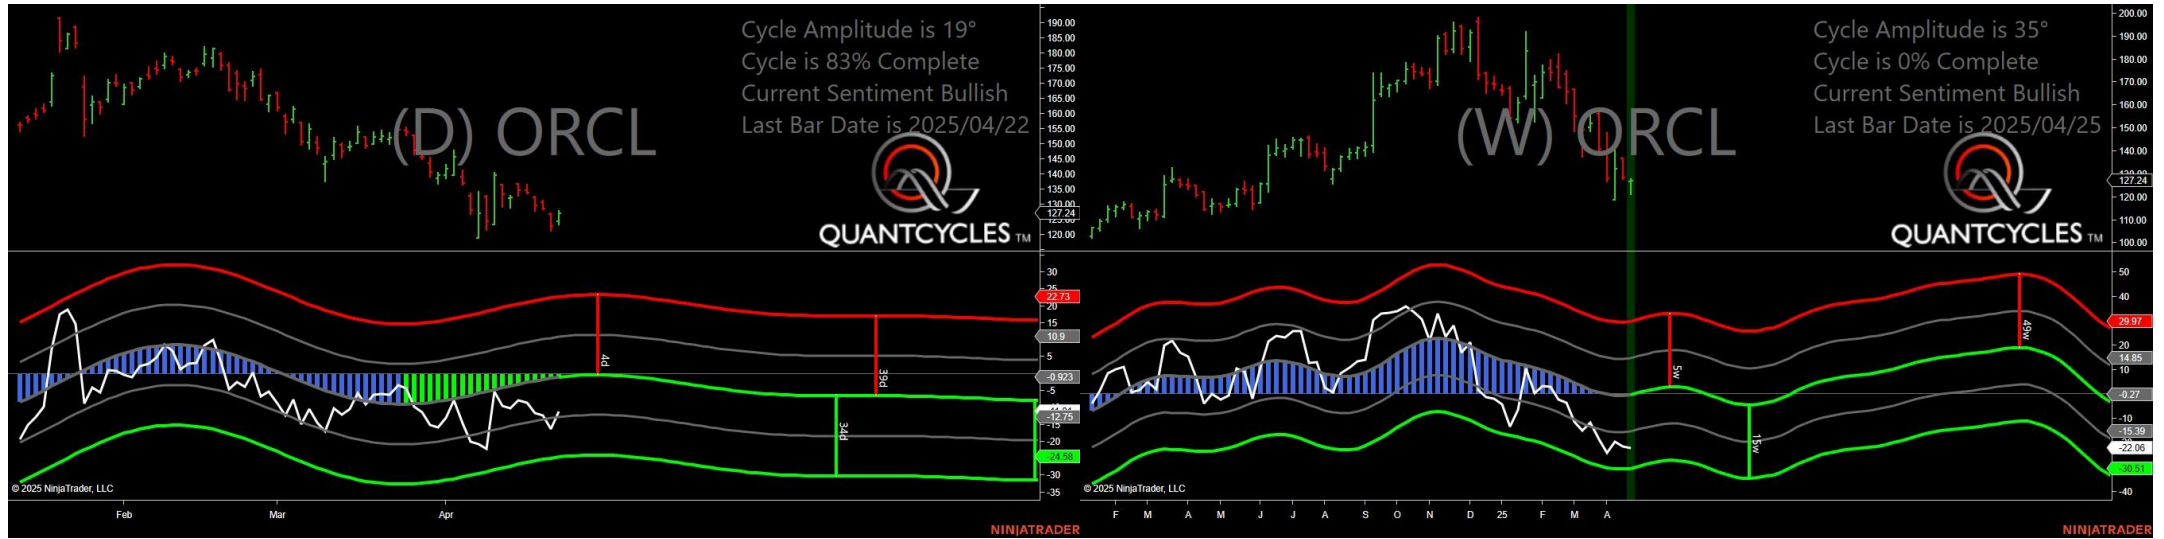 Cycle Amplitude is 19°
Cycle is 83% Complete
Current Sentiment Bullish
Last Bar Date is 2025/04/22
(D) ORCL
QUANTCYCLES TM
190.00
185.00
180.00
175.00
170.00
165.00
160.00
155.00
150.00
145.00
140.00
135.00
130.00
127.24
120.00
30
25
22.73
20
15
10.9
5
-0.923
-5
-12.75
-15
-20
-24.58
-30
-35
4d
39d
34d
© 2025 NinjaTrader, LLC
Feb Mar Apr
NINJATRADER
Cycle Amplitude is 35°
Cycle is 0% Complete
Current Sentiment Bullish
Last Bar Date is 2025/04/25
(W) ORCL
QUANTCYCLES TM
200.00
190.00
180.00
170.00
160.00
150.00
140.00
127.24
120.00
110.00
100.00
50
40
29.97
20
14.85
10
-0.27
-10
-15.39
-22.06
-30.51
-40
5w
15w
49w
© 2025 NinjaTrader, LLC
F M A M J J A S O N D 25 F M A
NINJATRADER